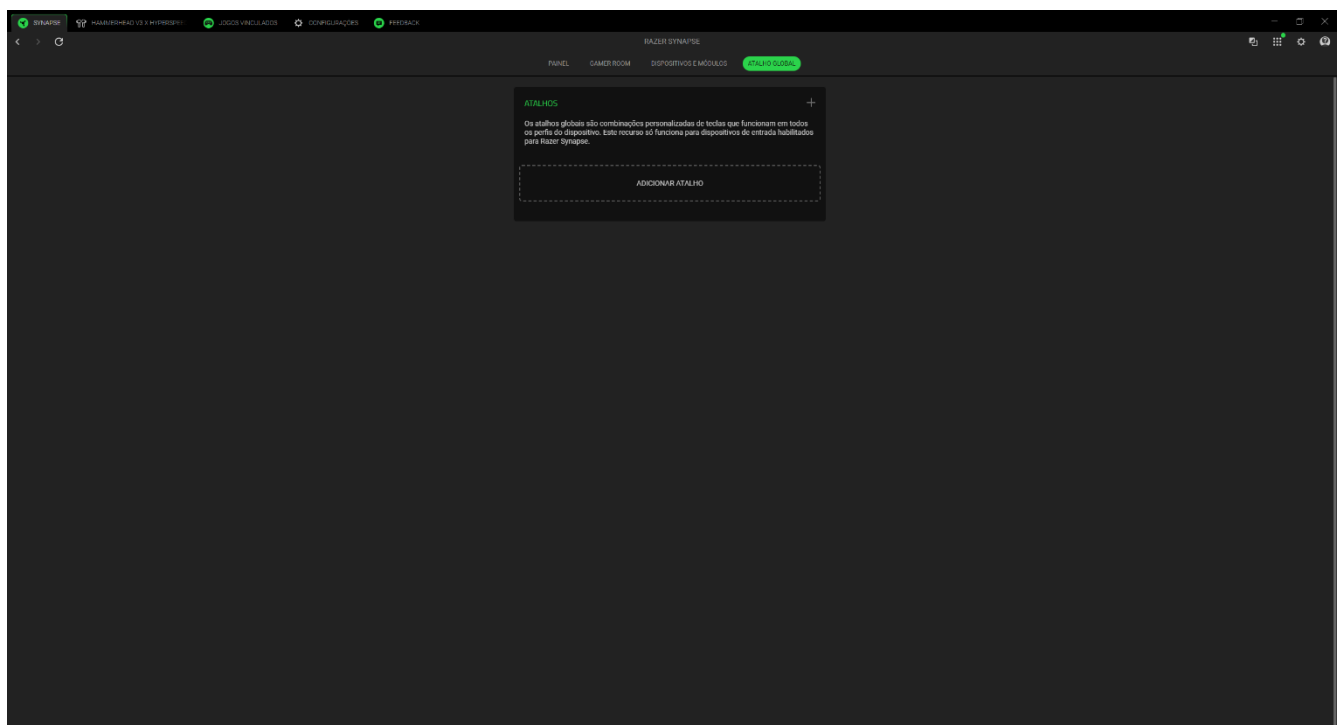 SYNAPSE
HAMMERHEAD V3 X HYPERSPEE
JOGOS VINCULADOS
CONFIGURAÇÕES
FEEDBACK
RAZER SYNAPSE
PAINEL
GAMER ROOM
DISPOSITIVOS E MÓDULOS
ATALHO GLOBAL
ATALHOS
Os atalhos globais são combinações personalizadas de teclas que funcionam em todos
os perfis do dispositivo. Este recurso só funciona para dispositivos de entrada habilitados
para Razer Synapse.
ADICIONAR ATALHO